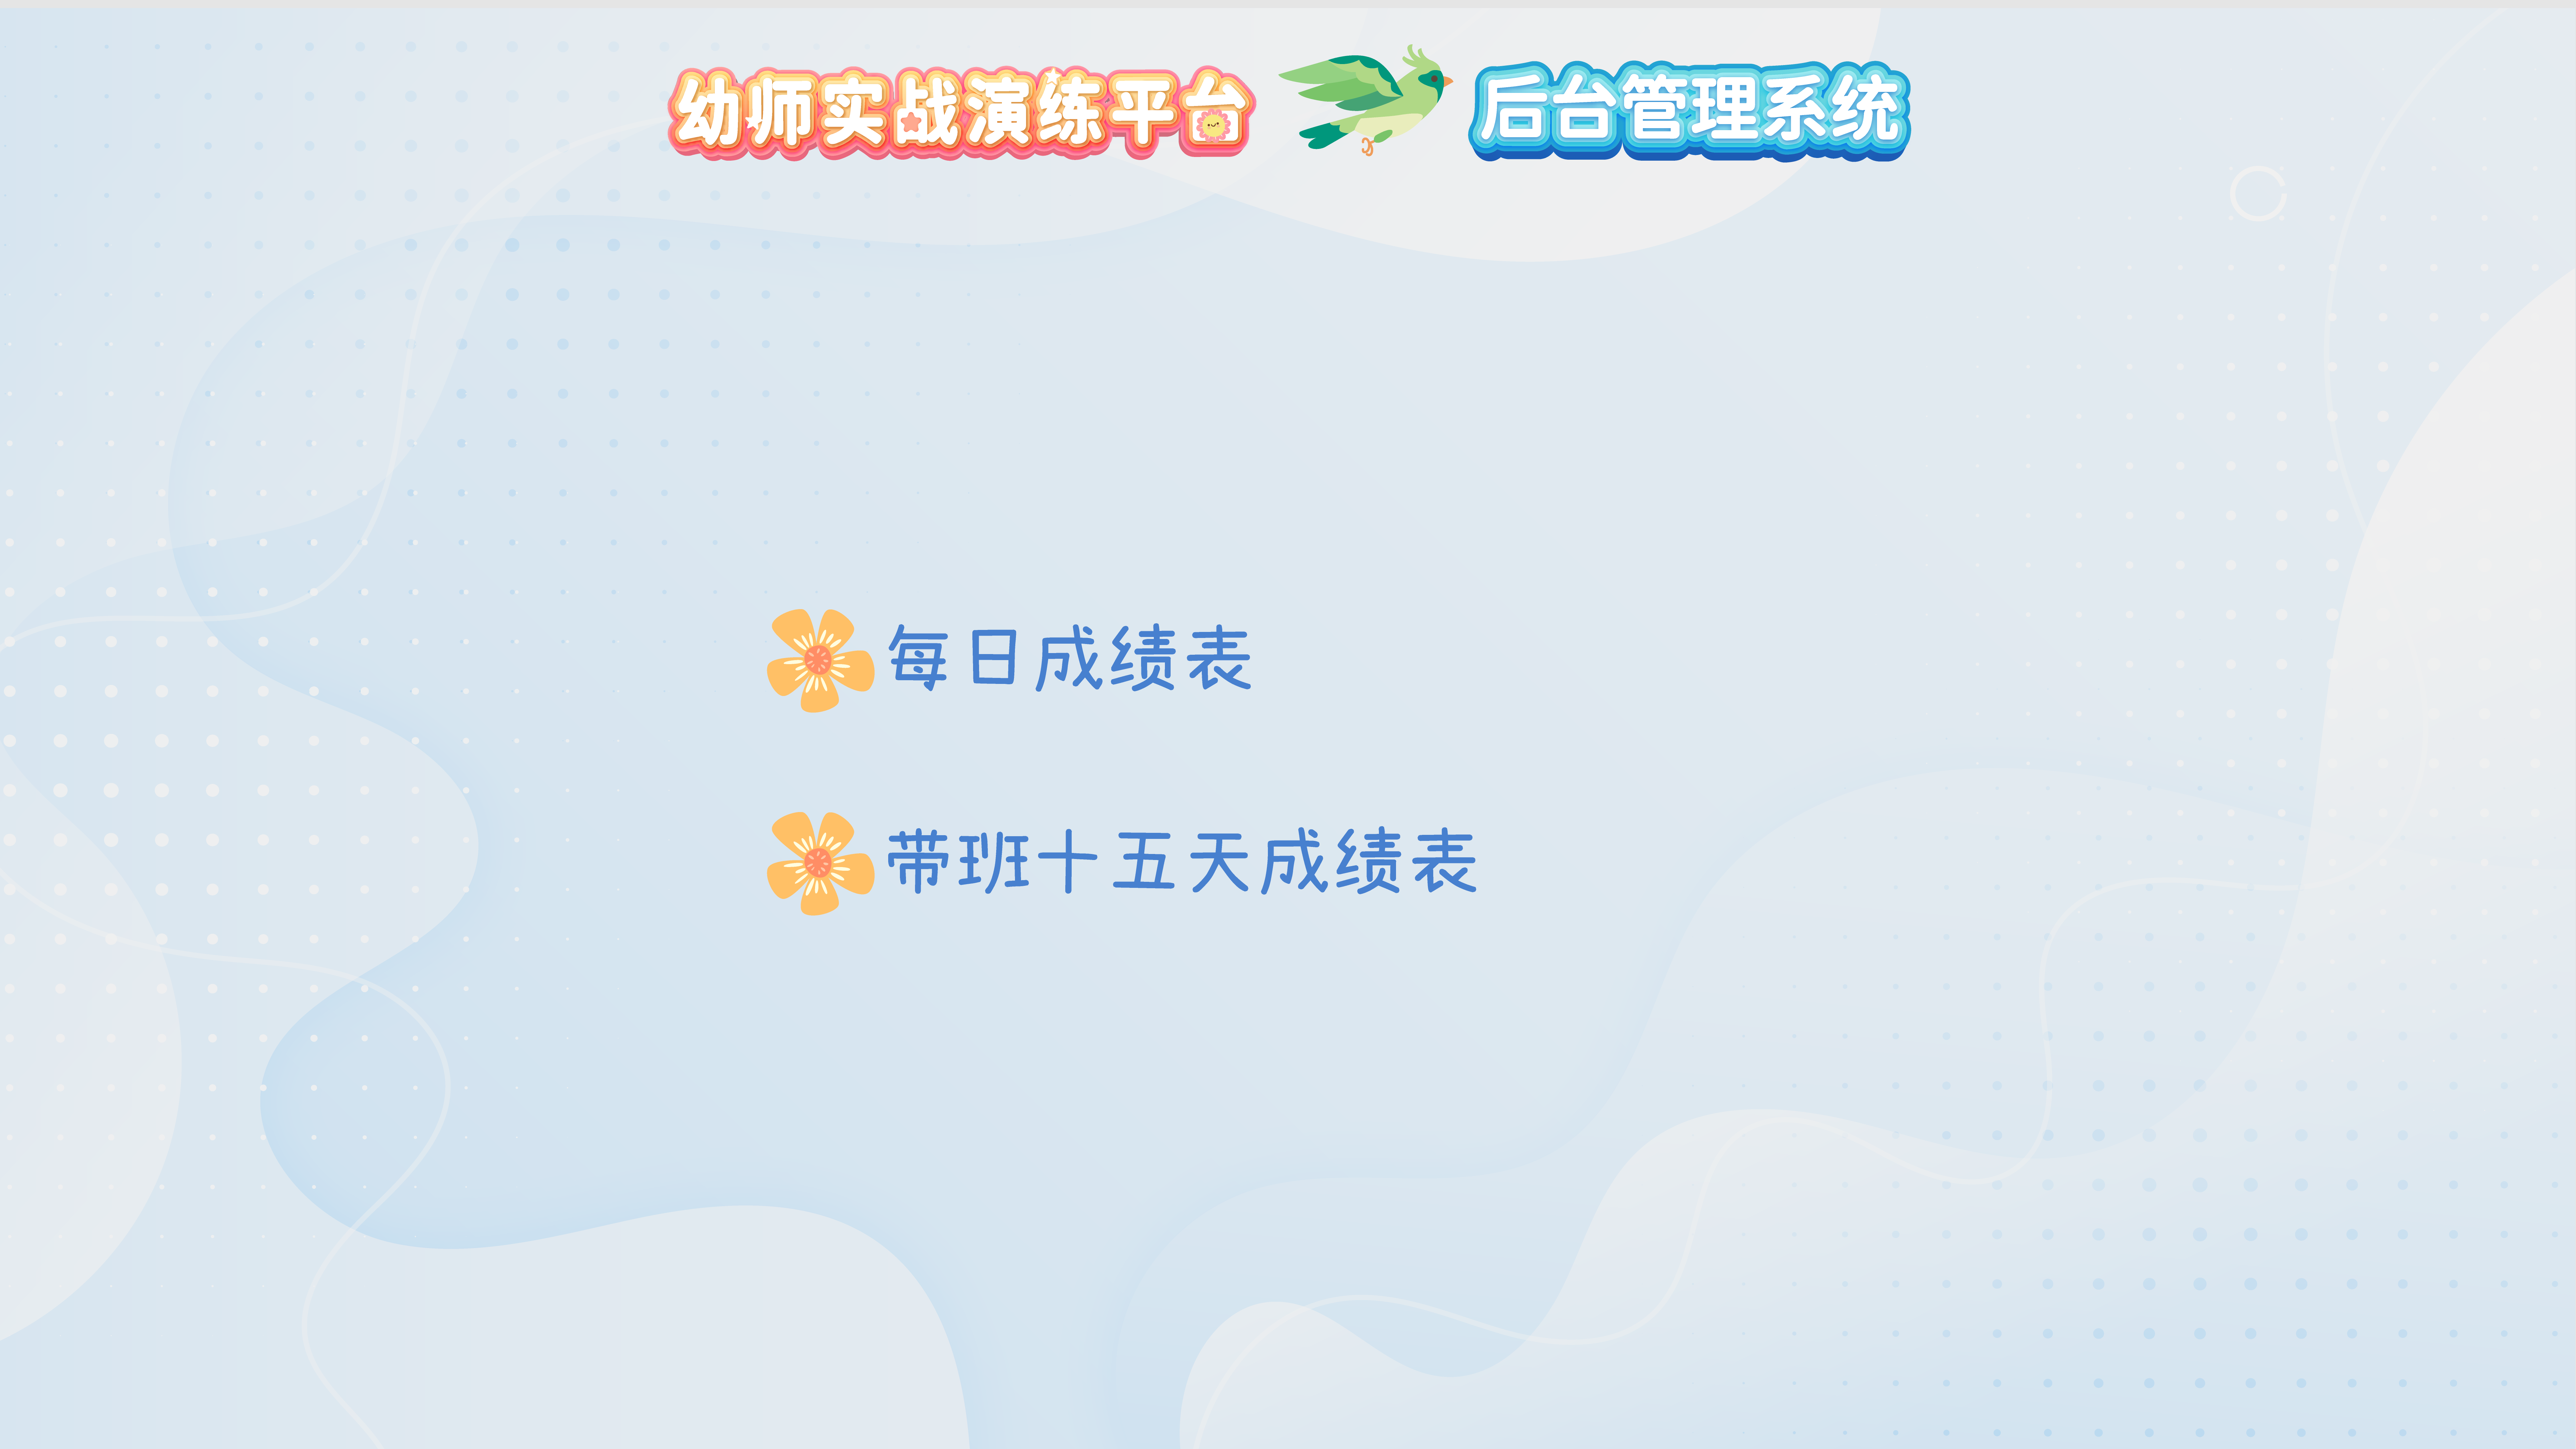 幼师实战演练平台 后台管理系统
每日成绩表
带班十五天成绩表